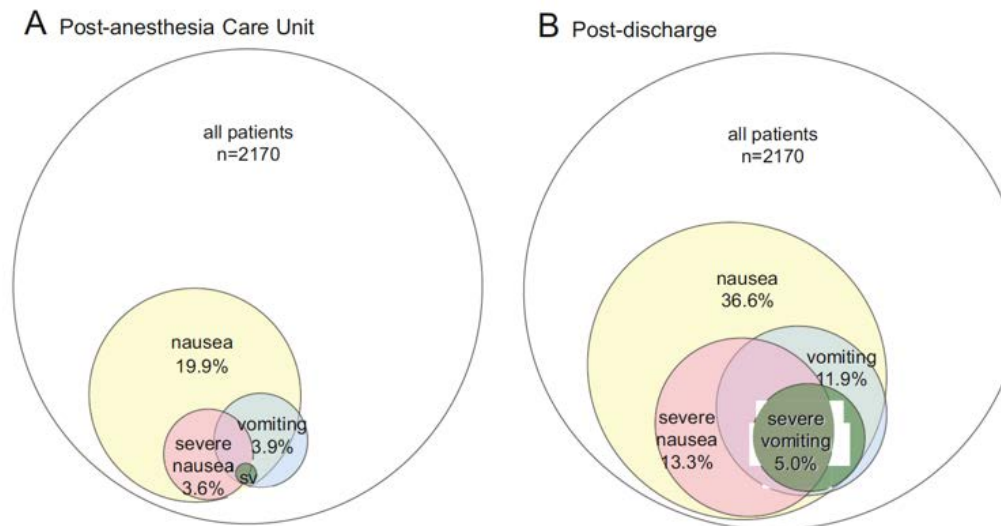 A Post-anesthesia Care Unit
all patients
n=2170
nausea
19.9%
vomiting
3.9%
severe
nausea
3.6%
sv
B Post-discharge
all patients
n=2170
nausea
36.6%
vomiting
11.9%
severe
nausea
13.3%
severe
vomiting
5.0%